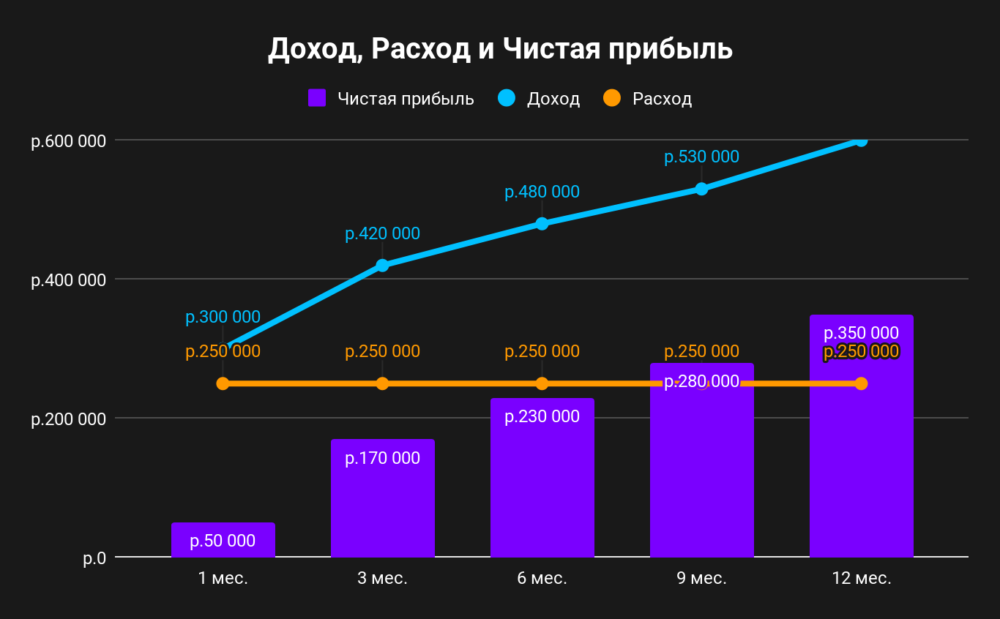 Доход, Расход и Чистая прибыль
Чистая прибыль Доход Расход
р.600 000
р.530 000
р.480 000
р.420 000
р.400 000
р.300 000
р.350 000
р.250 000 р.250 000 р.250 000 р.250 000 р.250 000
р.280 000
р.200 000
р.230 000
р.170 000
р.50 000
р.0
1 мес. 3 мес. 6 мес. 9 мес. 12 мес.